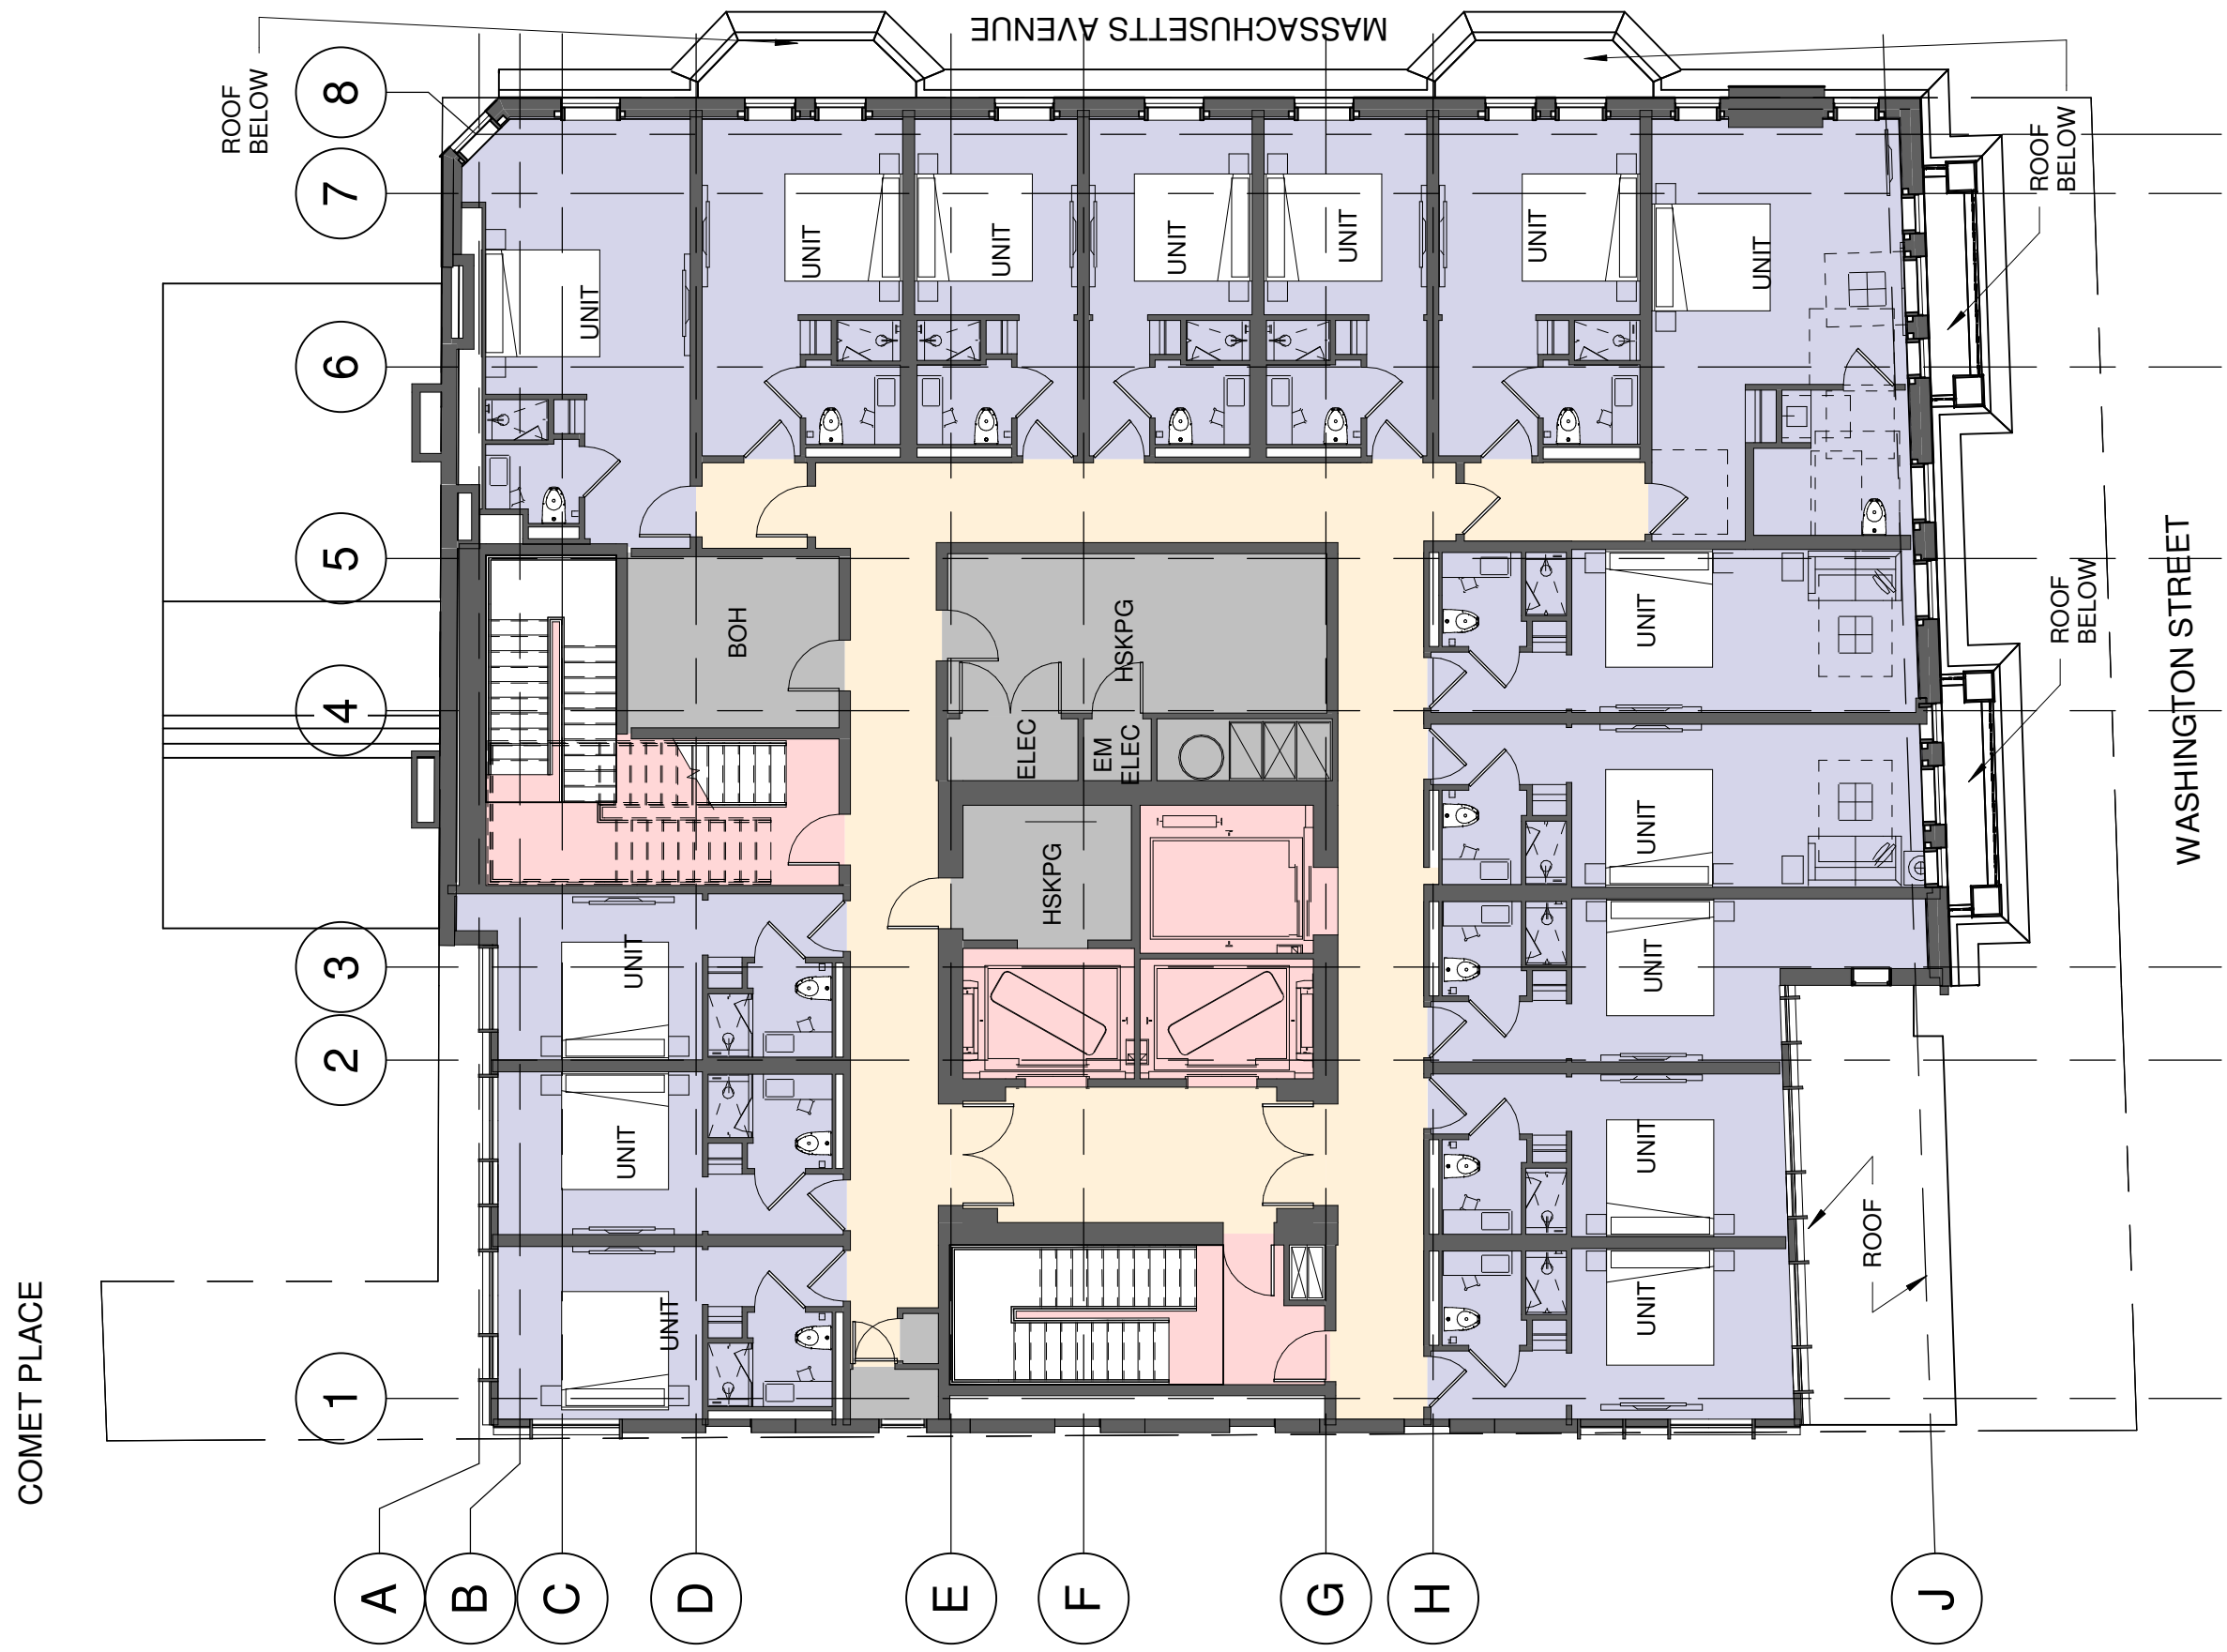 MASSACHUSETTS AVENUE
ROOF
BELOW
ROOF
BELOW
8
7
6
5
4
3
2
1
UNIT
UNIT
UNIT
UNIT
UNIT
UNIT
UNIT
BOH
HSKPG
ELEC
EM
ELEC
HSKPG
UNIT
UNIT
UNIT
UNIT
UNIT
UNIT
UNIT
UNIT
ROOF
BELOW
ROOF
WASHINGTON STREET
COMET PLACE
A
B
C
D
E
F
G
H
J